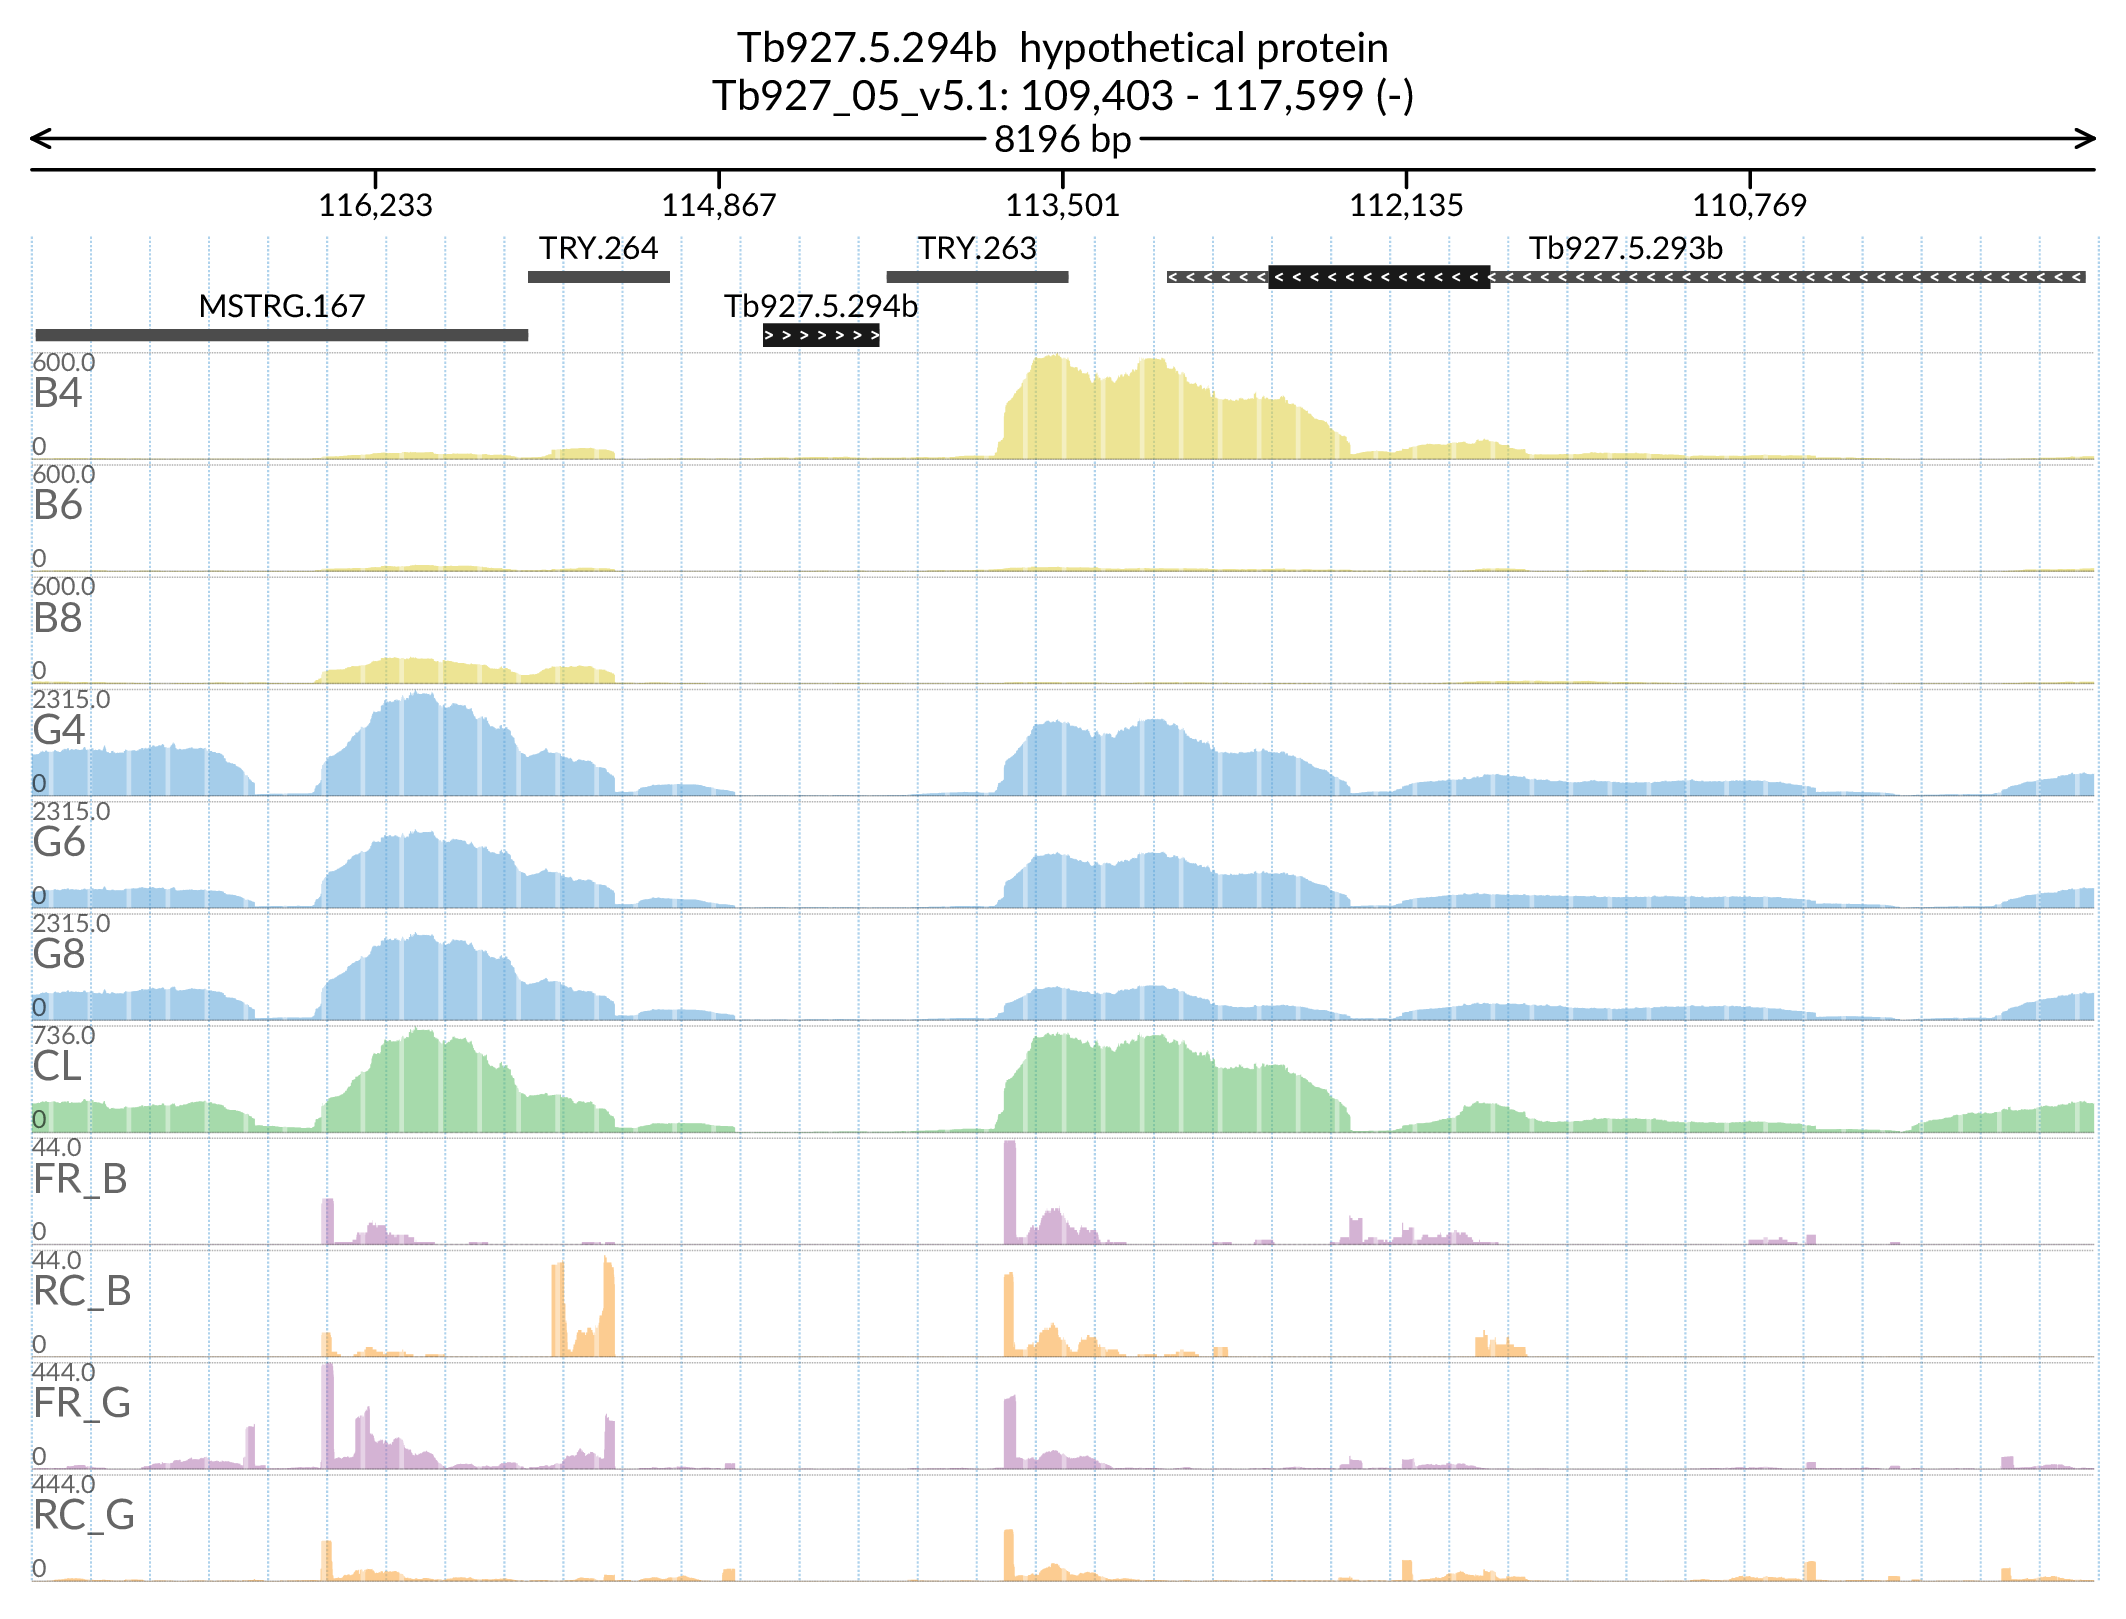 Tb927.5.294b hypothetical protein
Tb927_05_v5.1: 109,403 - 117,599 (-)
8196 bp
116,233 114,867 113,501 112,135 110,769
TRY.264 TRY.263 Tb927.5.293b
MSTRG.167 Tb927.5.294b
600.0
B4
0
600.0
B6
0
600.0
B8
0
2315.0
G4
0
2315.0
G6
0
2315.0
G8
0
736.0
CL
0
44.0
FR_B
0
44.0
RC_B
0
444.0
FR_G
0
444.0
RC_G
0